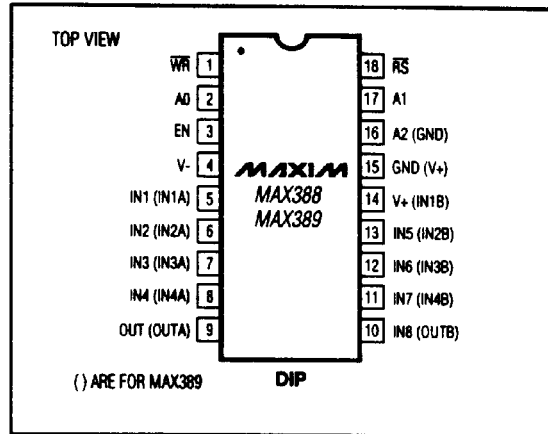 TOP VIEW
W̅R̅ 1
A0 2
EN 3
V- 4
IN1 (IN1A) 5
IN2 (IN2A) 6
IN3 (IN3A) 7
IN4 (IN4A) 8
OUT (OUTA) 9
MAXIM
MAX388
MAX389
18 R̅S̅
17 A1
16 A2 (GND)
15 GND (V+)
14 V+ (IN1B)
13 IN5 (IN2B)
12 IN6 (IN3B)
11 IN7 (IN4B)
10 IN8 (OUTB)
( ) ARE FOR MAX389
DIP